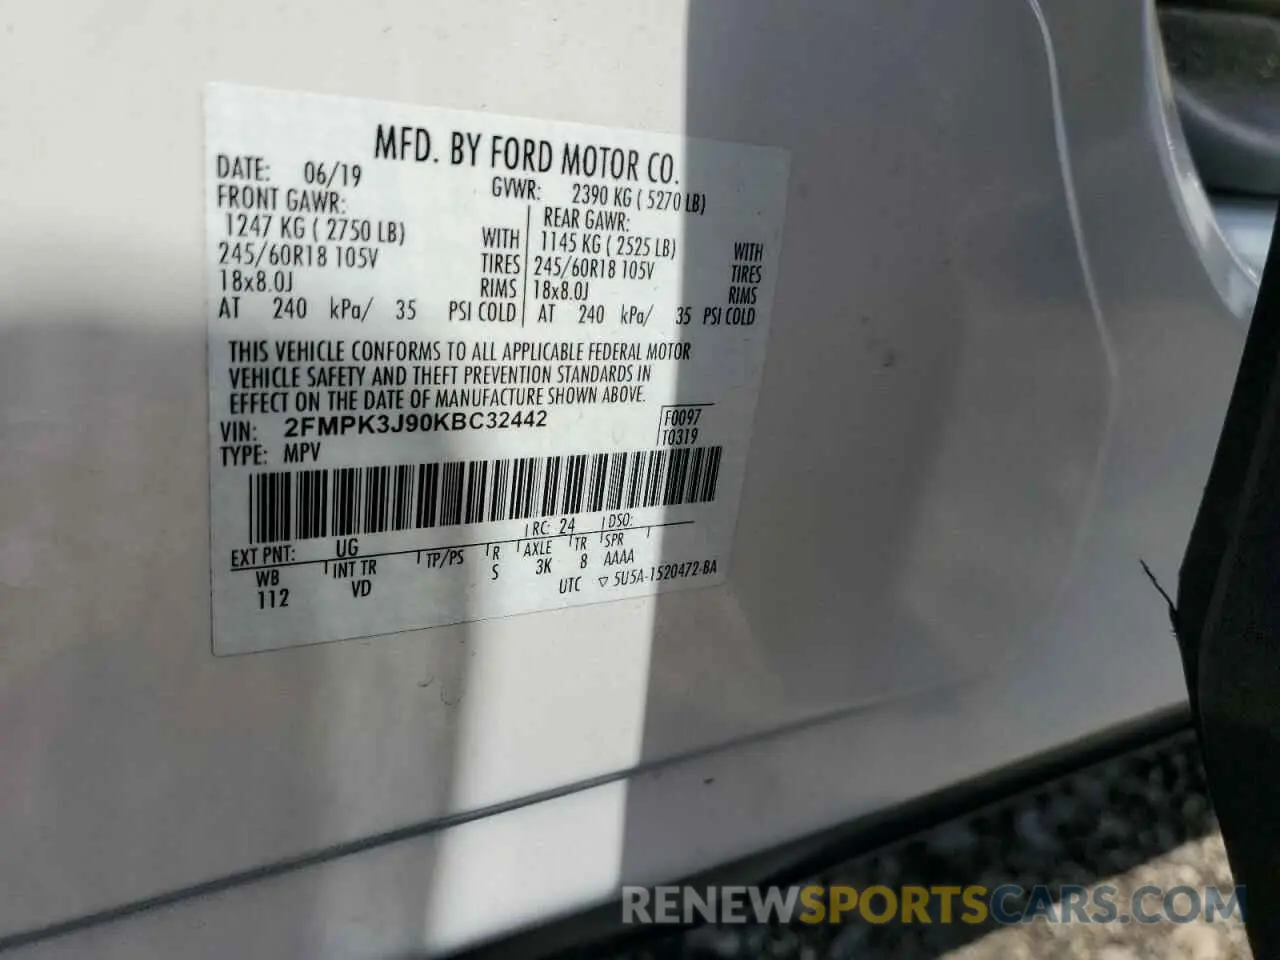 MFD. BY FORD MOTOR CO.
DATE: 06/19 GVWR: 2390 KG ( 5270 LB)
FRONT GAWR: REAR GAWR:
1247 KG ( 2750 LB) WITH 1145 KG ( 2525 LB) WITH
245/60R18 105V TIRES 245/60R18 105V TIRES
18x8.0J RIMS 18x8.0J RIMS
AT 240 kPa/ 35 PSI COLD AT 240 kPa/ 35 PSI COLD
THIS VEHICLE CONFORMS TO ALL APPLICABLE FEDERAL MOTOR
VEHICLE SAFETY AND THEFT PREVENTION STANDARDS IN
EFFECT ON THE DATE OF MANUFACTURE SHOWN ABOVE.
VIN: 2FMPK3J90KBC32442 F0097
TYPE: MPV T0319
RC: 24 DSO:
EXT PNT: UG
WB INT TR TP/PS R AXLE TR SPR
112 VD S 3K 8 AAAA
UTC ▽ 5U5A-1520472-BA
RENEWSPORTSCARS.COM